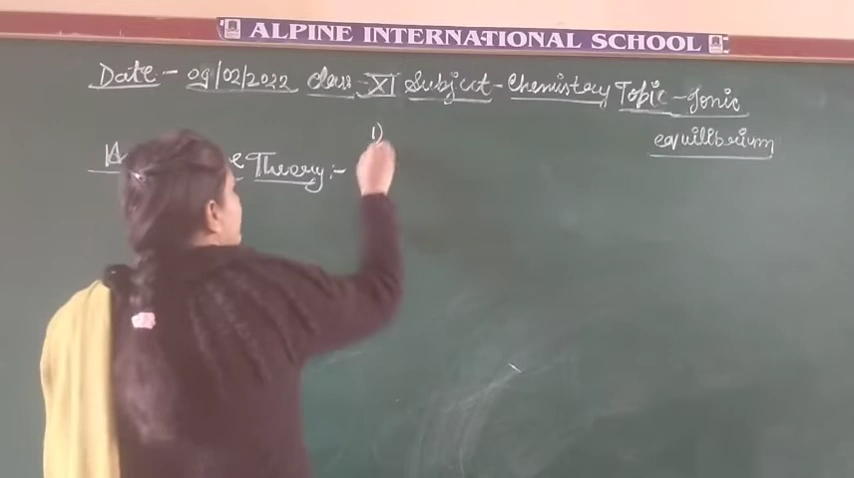 ALPINE INTERNATIONAL SCHOOL
Date - 09/02/2022 Class - XI Subject - Chemistry Topic - Ionic
equilibrium
Theory :- 1)